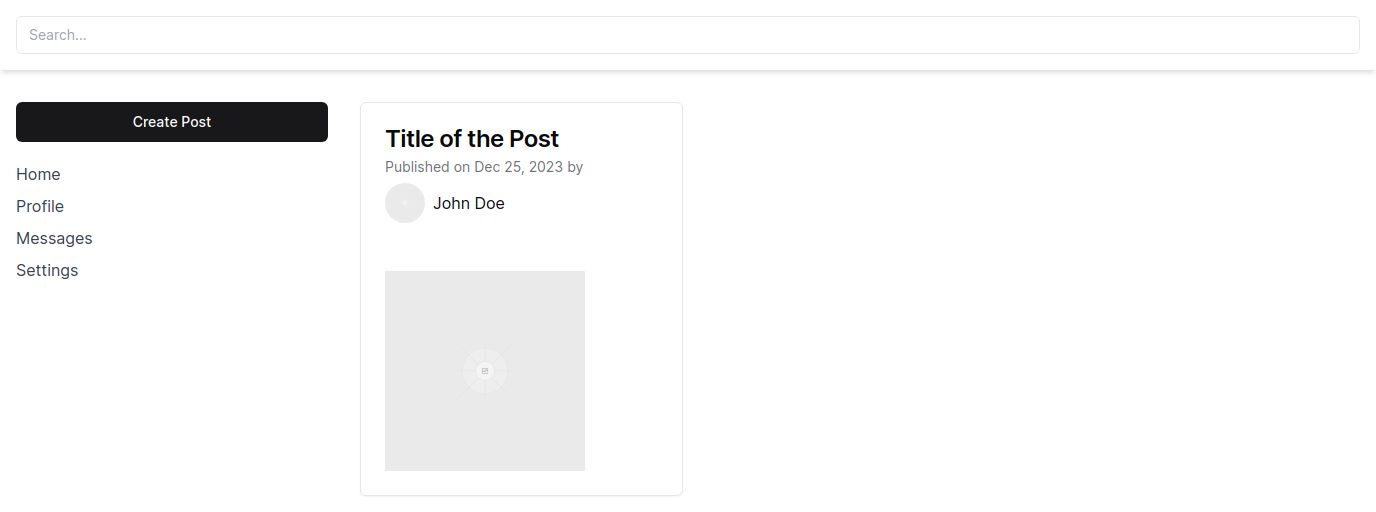 Search...
Create Post
Home
Profile
Messages
Settings
Title of the Post
Published on Dec 25, 2023 by
John Doe